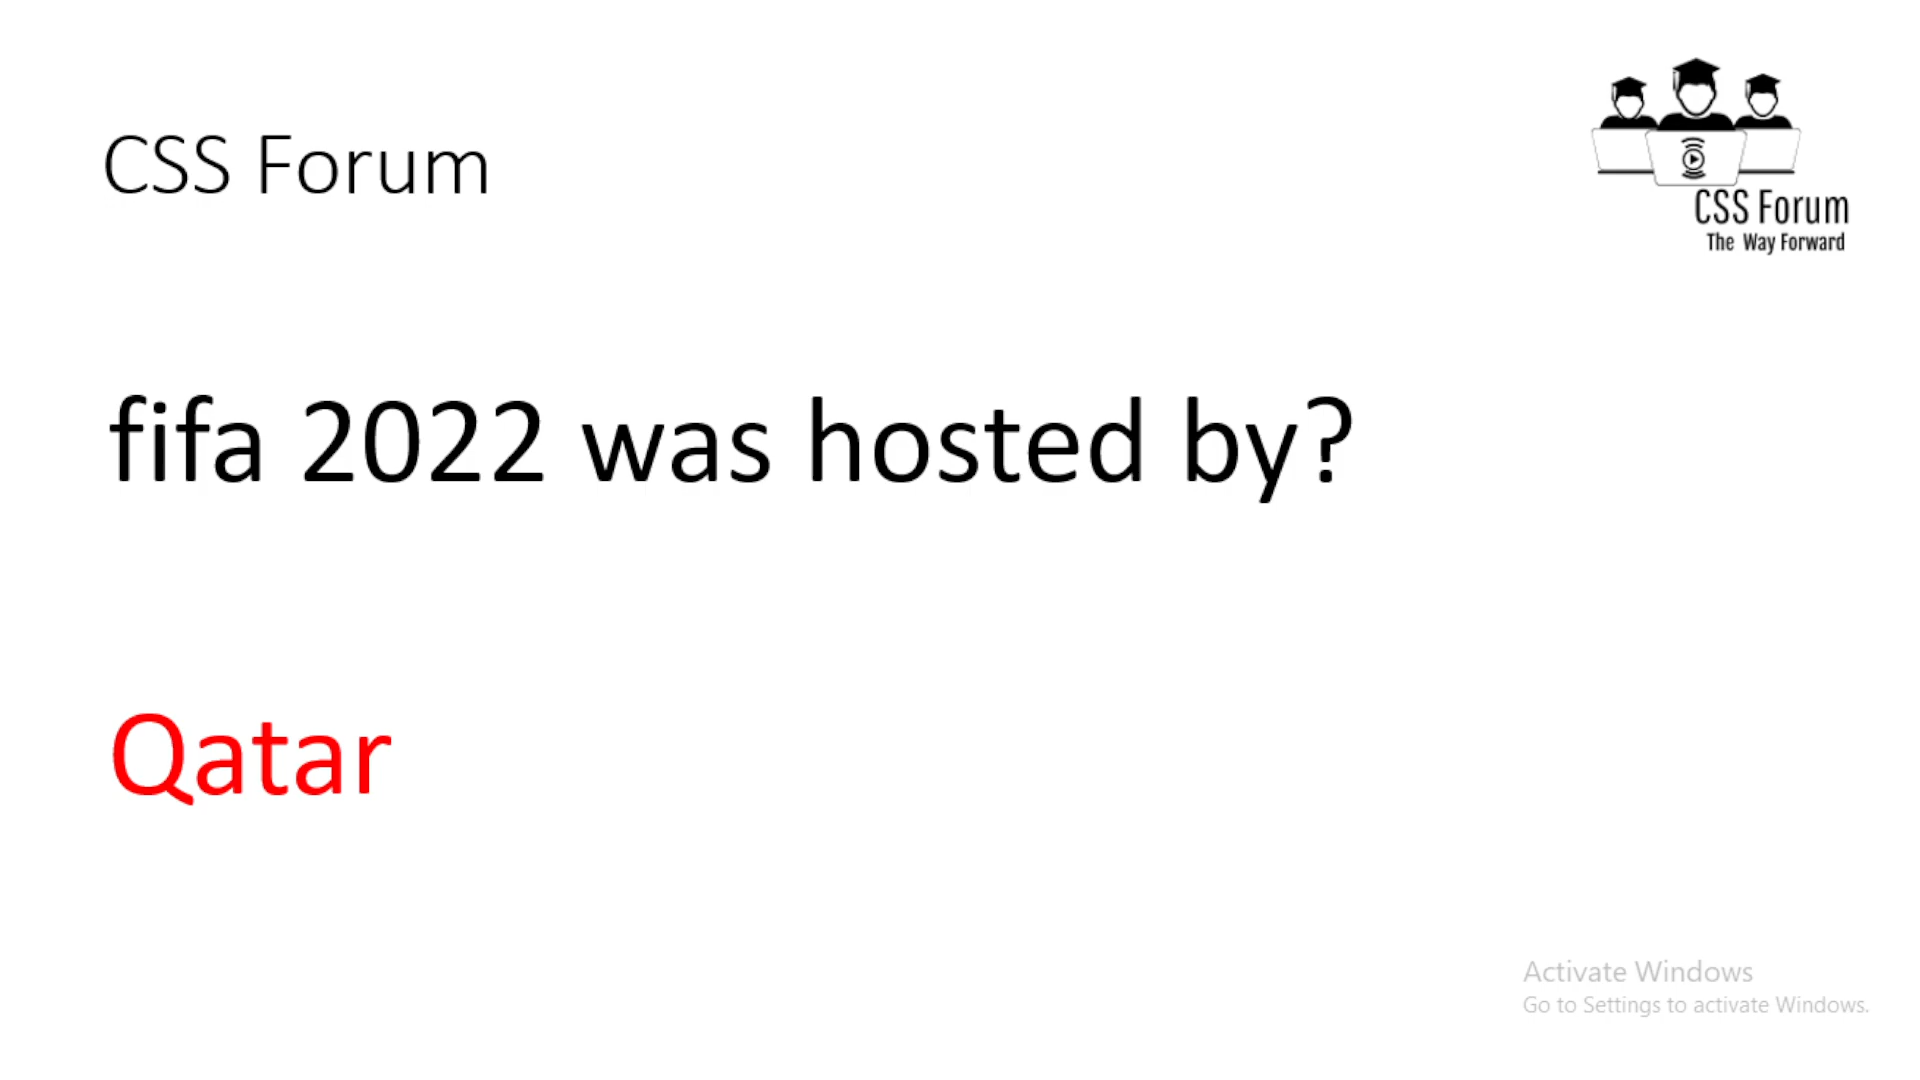 CSS Forum
CSS Forum
The Way Forward
fifa 2022 was hosted by?
Qatar
Activate Windows
Go to Settings to activate Windows.